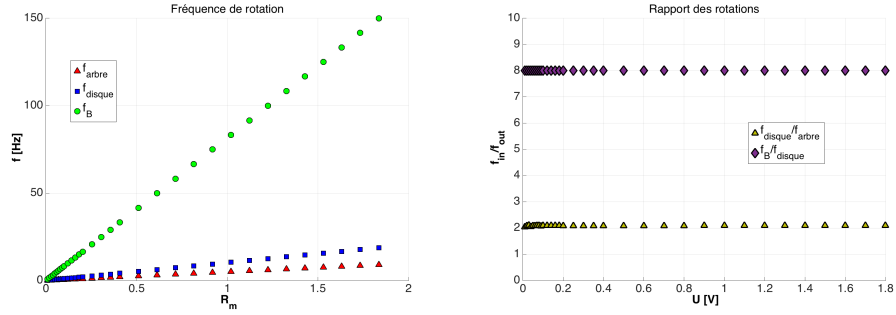 Fréquence de rotation
150
100
50
0
f [Hz]
f_arbre
f_disque
f_B
0.5
1
1.5
2
R_m
Rapport des rotations
10
9
8
7
6
5
4
3
2
1
0
f_in/f_out
f_disque/f_arbre
f_B/f_disque
0
0.2
0.4
0.6
0.8
1
1.2
1.4
1.6
1.8
U [V]